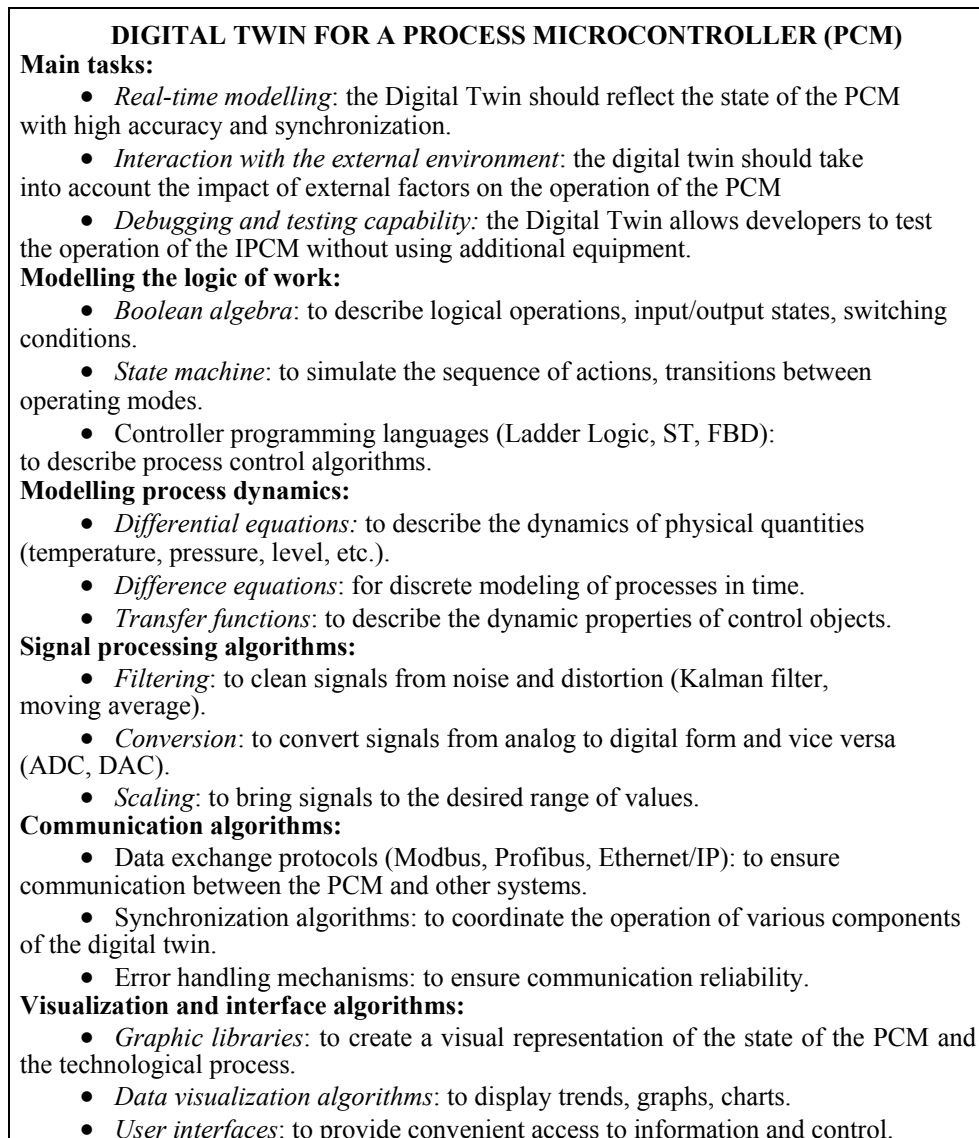 DIGITAL TWIN FOR A PROCESS MICROCONTROLLER (PCM)
Main tasks:
• Real-time modelling: the Digital Twin should reflect the state of the PCM
with high accuracy and synchronization.
• Interaction with the external environment: the digital twin should take
into account the impact of external factors on the operation of the PCM
• Debugging and testing capability: the Digital Twin allows developers to test
the operation of the IPCM without using additional equipment.
Modelling the logic of work:
• Boolean algebra: to describe logical operations, input/output states, switching
conditions.
• State machine: to simulate the sequence of actions, transitions between
operating modes.
• Controller programming languages (Ladder Logic, ST, FBD):
to describe process control algorithms.
Modelling process dynamics:
• Differential equations: to describe the dynamics of physical quantities
(temperature, pressure, level, etc.).
• Difference equations: for discrete modeling of processes in time.
• Transfer functions: to describe the dynamic properties of control objects.
Signal processing algorithms:
• Filtering: to clean signals from noise and distortion (Kalman filter,
moving average).
• Conversion: to convert signals from analog to digital form and vice versa
(ADC, DAC).
• Scaling: to bring signals to the desired range of values.
Communication algorithms:
• Data exchange protocols (Modbus, Profibus, Ethernet/IP): to ensure
communication between the PCM and other systems.
• Synchronization algorithms: to coordinate the operation of various components
of the digital twin.
• Error handling mechanisms: to ensure communication reliability.
Visualization and interface algorithms:
• Graphic libraries: to create a visual representation of the state of the PCM and
the technological process.
• Data visualization algorithms: to display trends, graphs, charts.
• User interfaces: to provide convenient access to information and control.